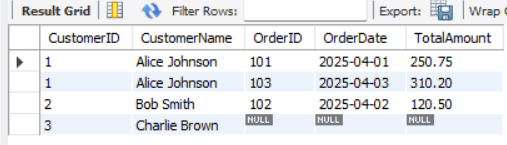 Result Grid Filter Rows: Export: Wrap
CustomerID CustomerName OrderID OrderDate TotalAmount
1 Alice Johnson 101 2025-04-01 250.75
1 Alice Johnson 103 2025-04-03 310.20
2 Bob Smith 102 2025-04-02 120.50
3 Charlie Brown NULL NULL NULL